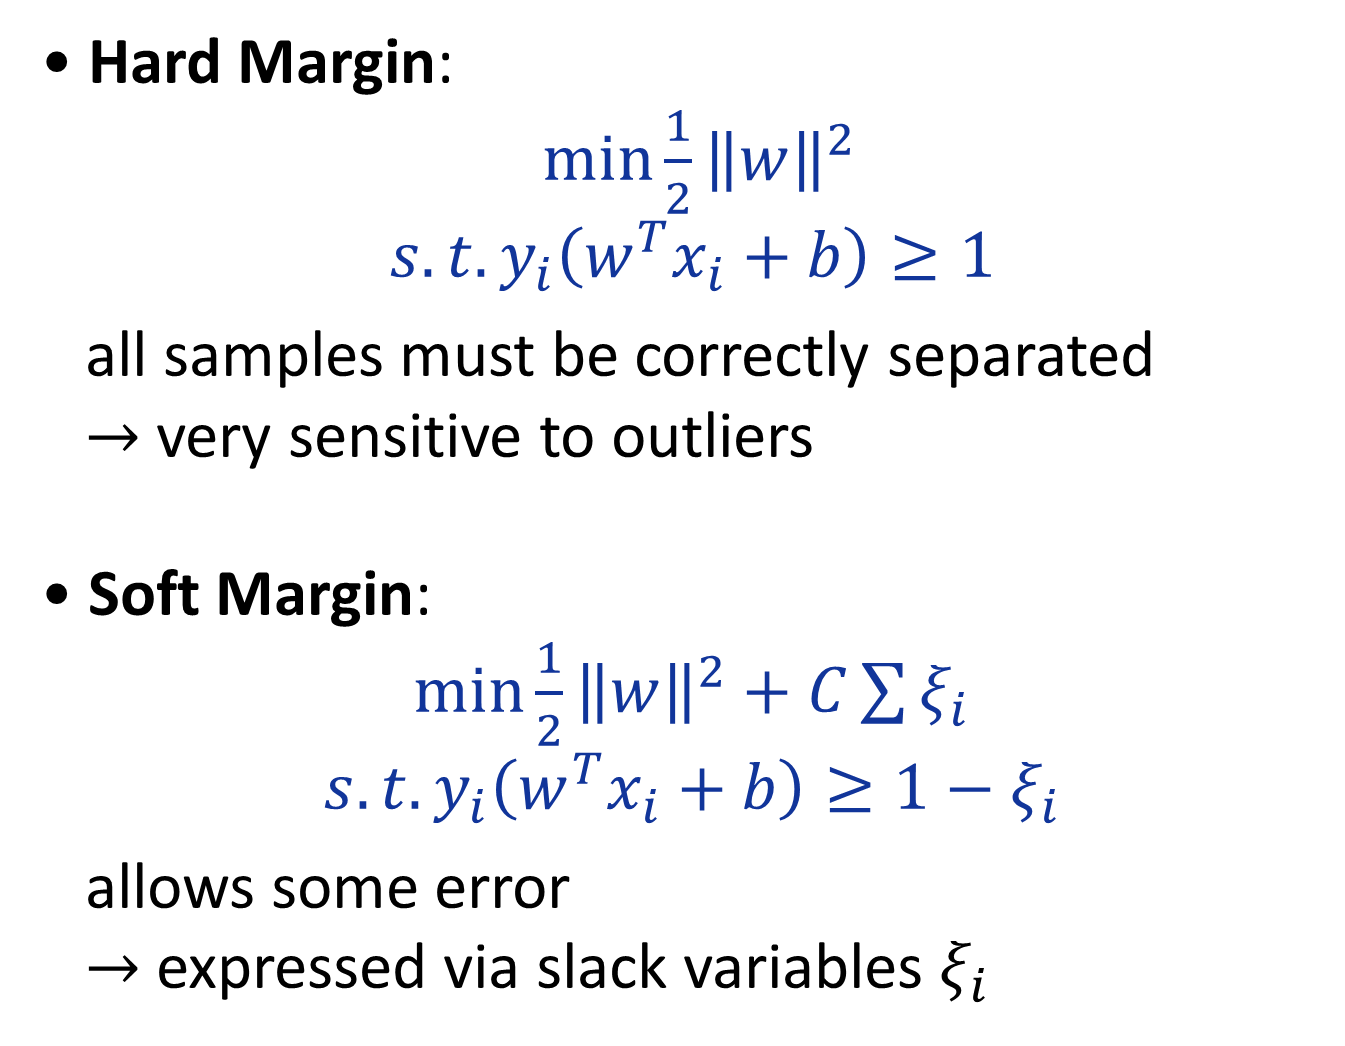 • Hard Margin:
min 1/2 ‖w‖²
s.t. yᵢ(wᵀxᵢ + b) ≥ 1
all samples must be correctly separated
→ very sensitive to outliers
• Soft Margin:
min 1/2 ‖w‖² + C ∑ ξᵢ
s.t. yᵢ(wᵀxᵢ + b) ≥ 1 − ξᵢ
allows some error
→ expressed via slack variables ξᵢ